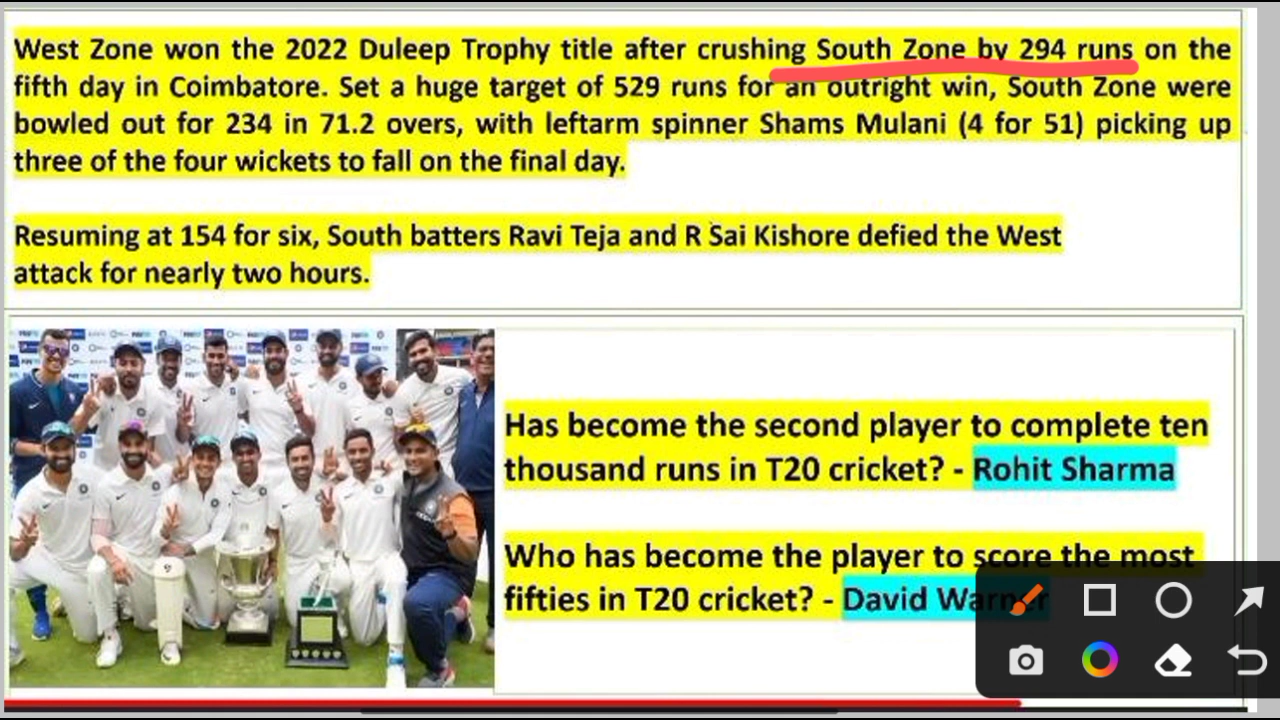 West Zone won the 2022 Duleep Trophy title after crushing South Zone by 294 runs on the
fifth day in Coimbatore. Set a huge target of 529 runs for an outright win, South Zone were
bowled out for 234 in 71.2 overs, with leftarm spinner Shams Mulani (4 for 51) picking up
three of the four wickets to fall on the final day.
Resuming at 154 for six, South batters Ravi Teja and R Sai Kishore defied the West
attack for nearly two hours.
Has become the second player to complete ten
thousand runs in T20 cricket? - Rohit Sharma
Who has become the player to score the most
fifties in T20 cricket? - David Warner